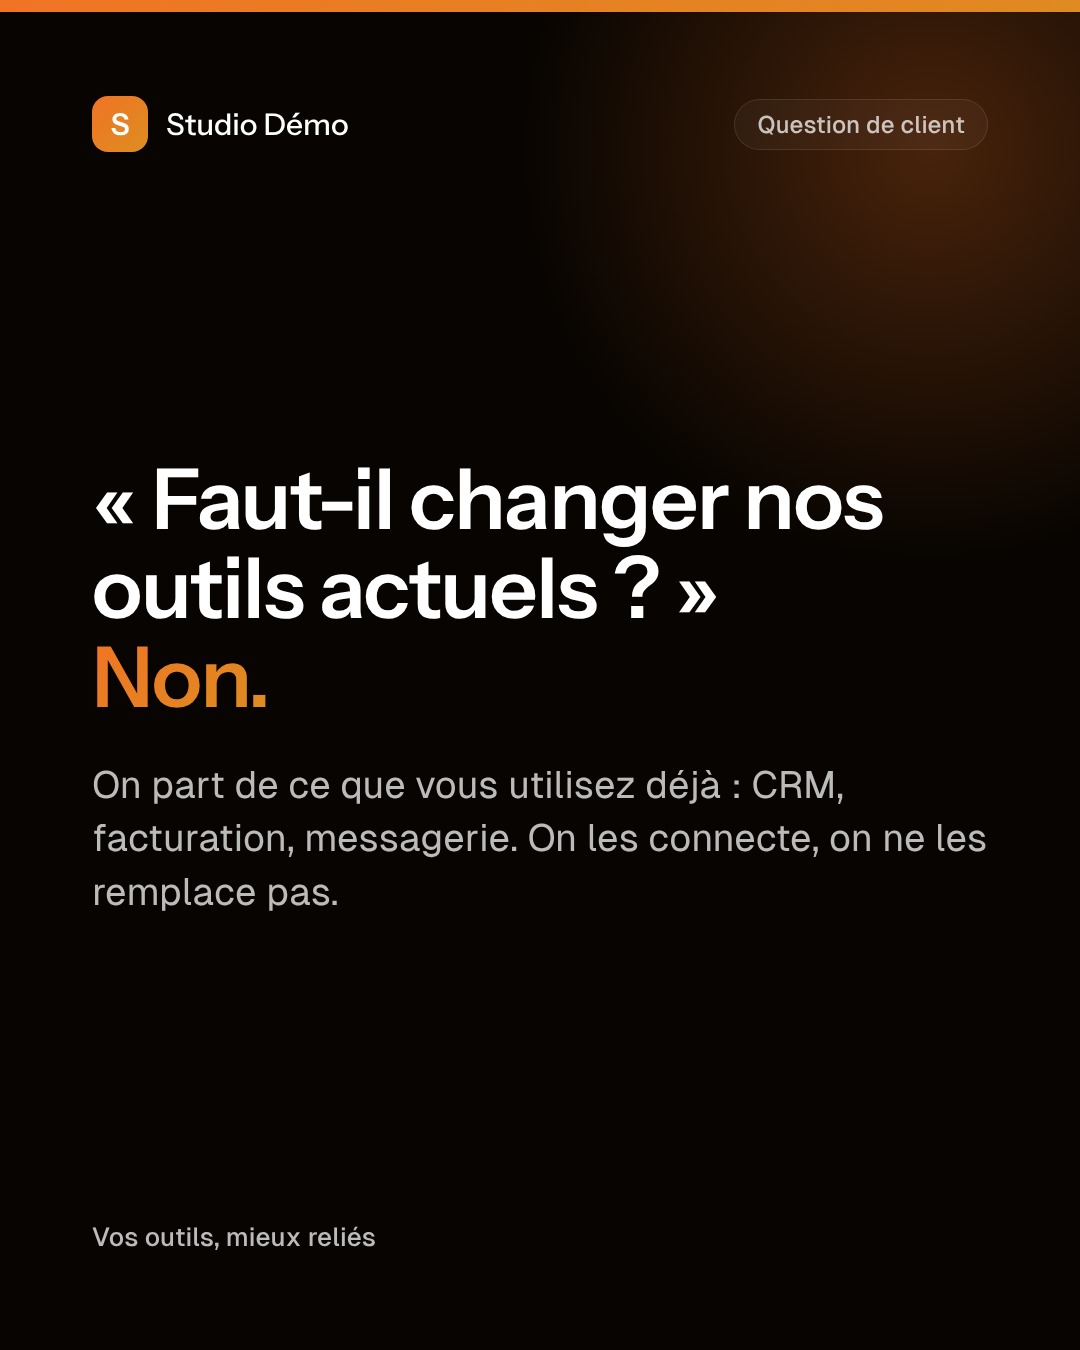 S
Studio Démo
Question de client
« Faut-il changer nos
outils actuels ? »
Non.
On part de ce que vous utilisez déjà : CRM,
facturation, messagerie. On les connecte, on ne les
remplace pas.
Vos outils, mieux reliés